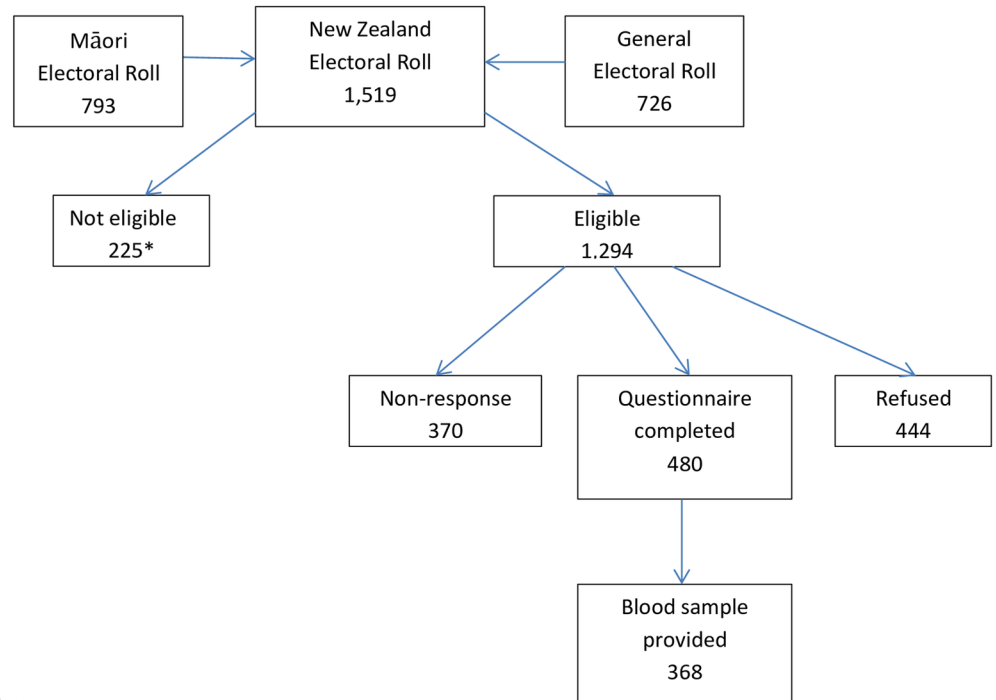 Māori
Electoral Roll
793
New Zealand
Electoral Roll
1,519
General
Electoral Roll
726
Not eligible
225*
Eligible
1.294
Non-response
370
Questionnaire
completed
480
Refused
444
Blood sample
provided
368